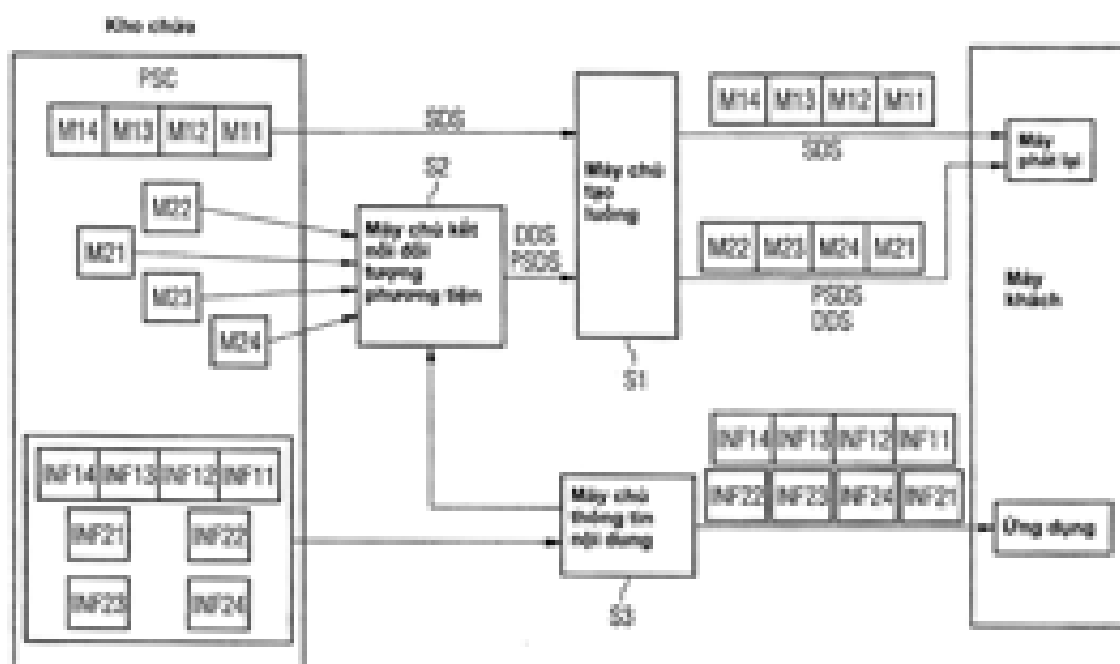 Kho chứa
PSC
M14 M13 M12 M11
SDS
M14 M13 M12 M11
SDS
Máy
phát lại
S2
Máy chủ
tạo
luồng
M22
M21
M23
M24
Máy chủ kết
nối đối
tượng
phương tiện
DDS
PSDS
M22 M23 M24 M21
PSDS
DDS
Máy
khách
S1
INF14 INF13 INF12 INF11
INF21 INF22
INF23 INF24
Máy chủ
thông tin
nội dung
S3
INF14 INF13 INF12 INF11
INF22 INF23 INF24 INF21
Ứng dụng